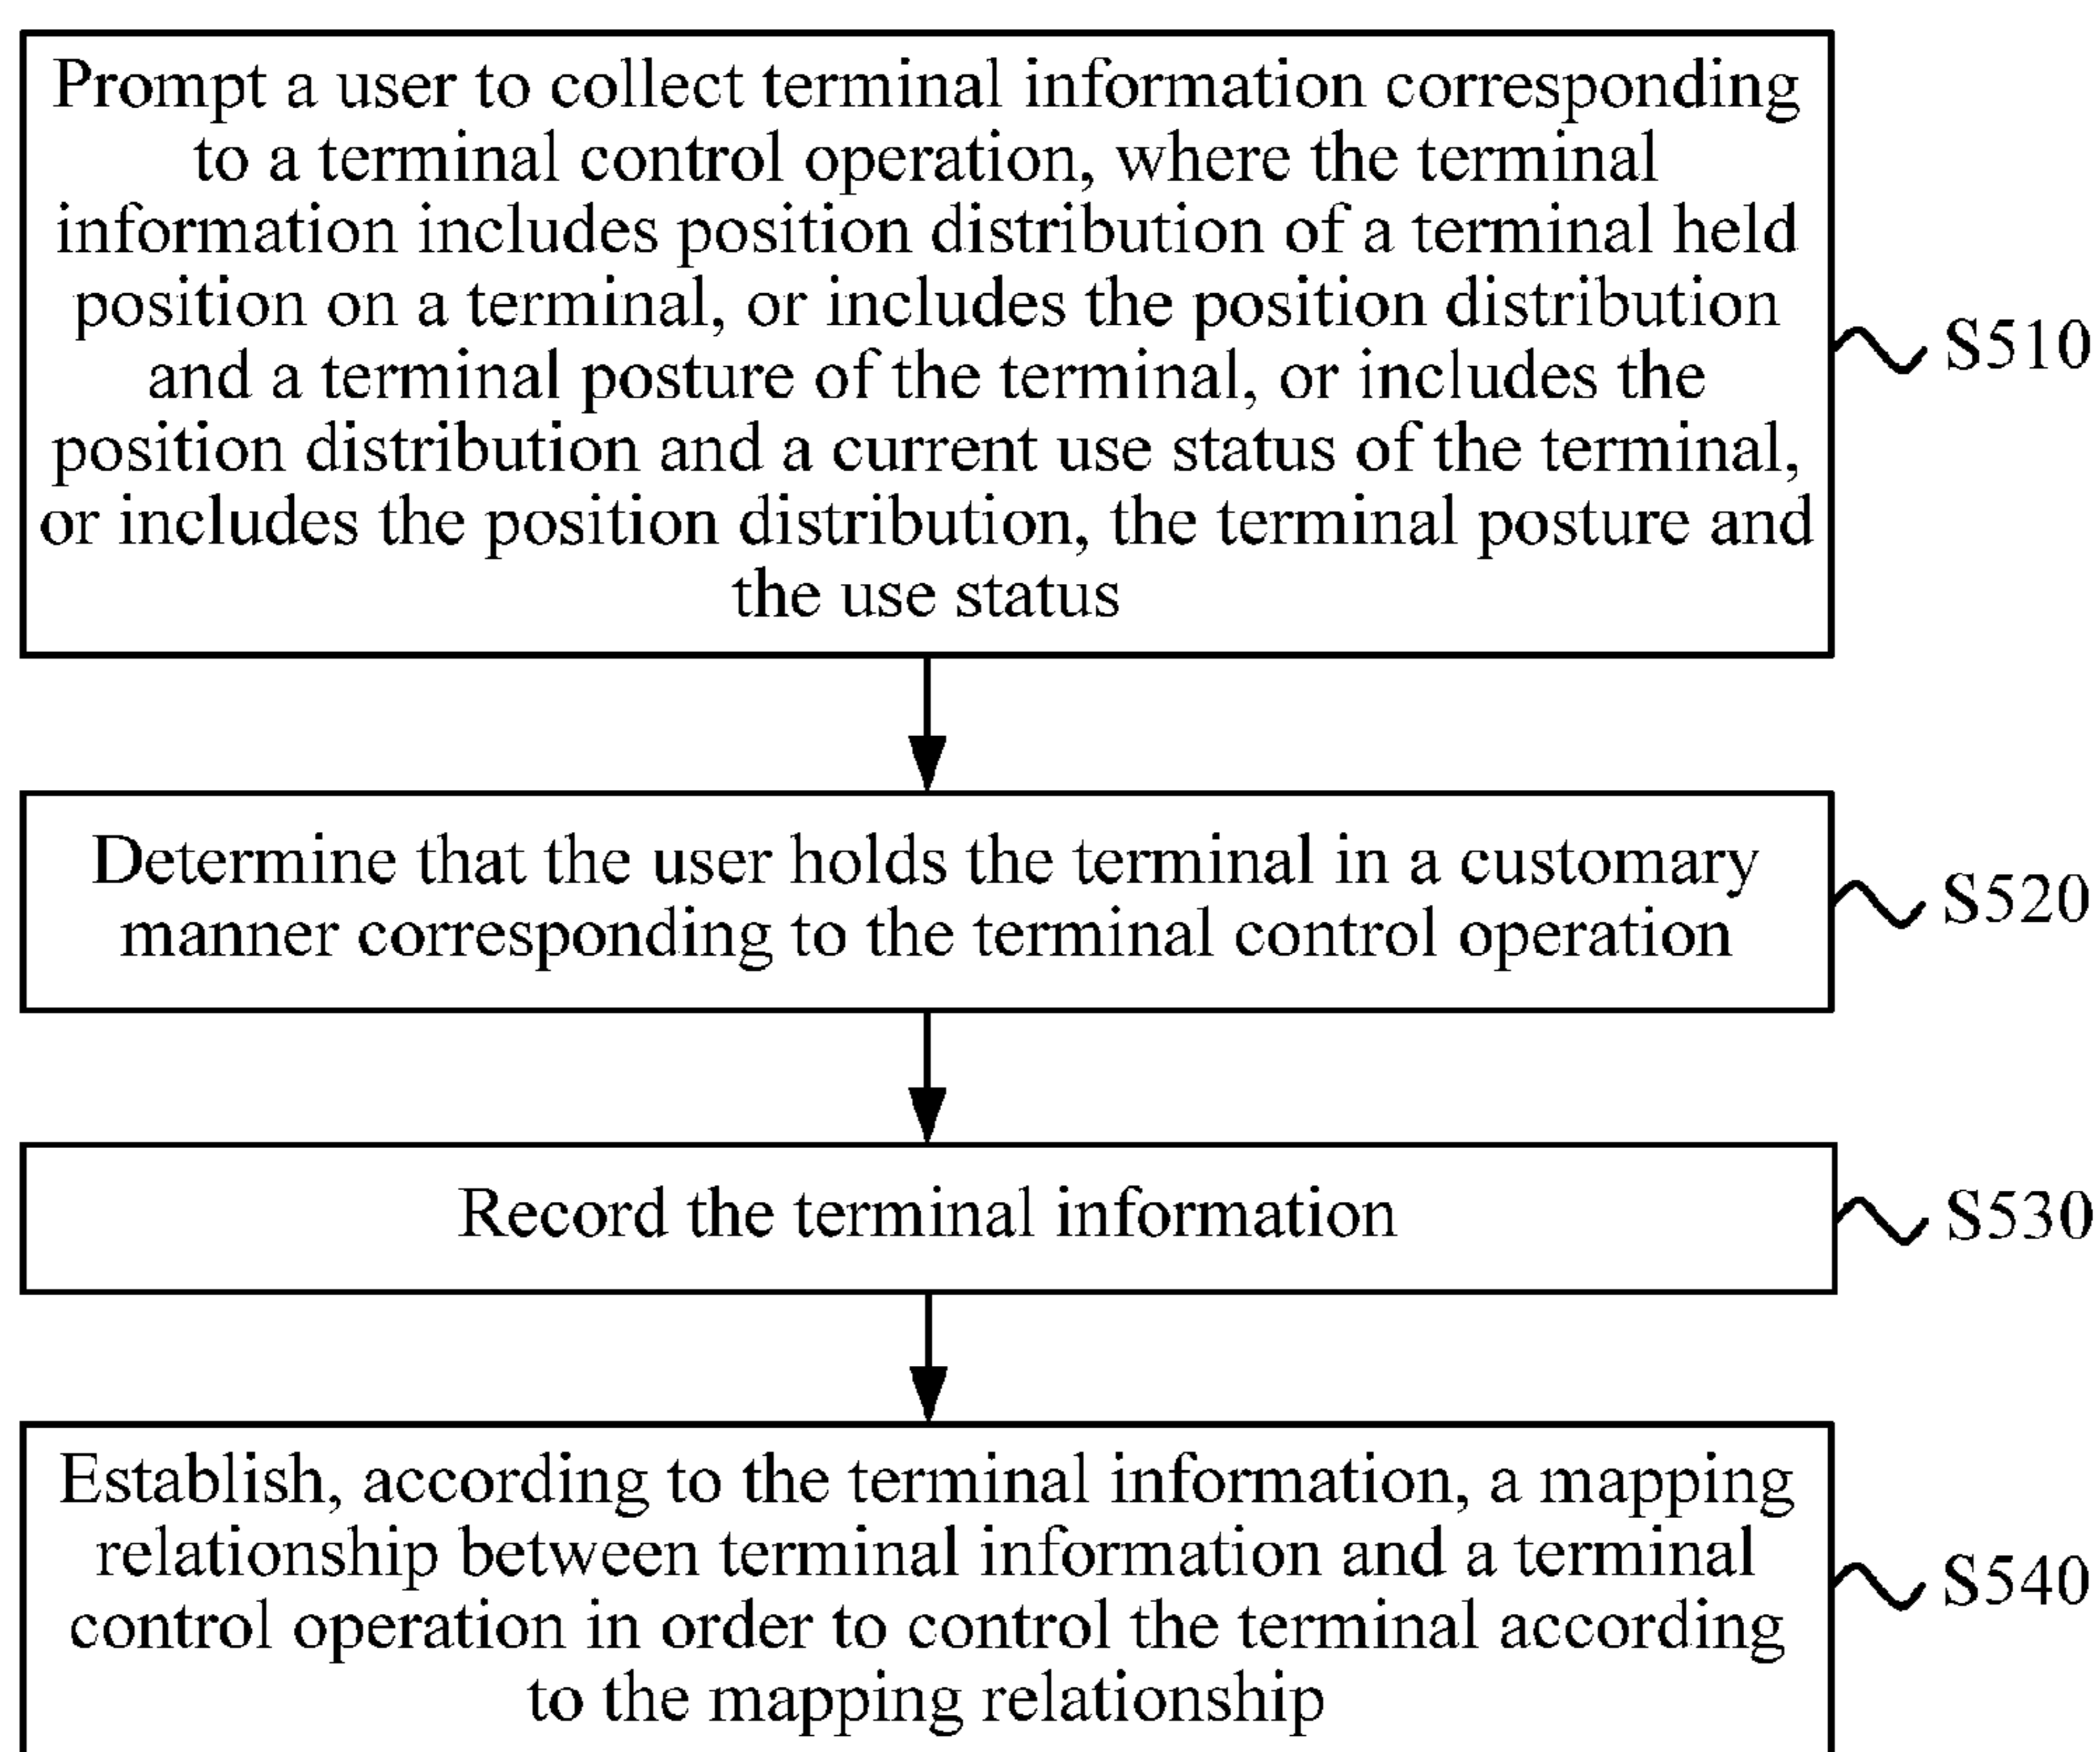 Prompt a user to collect terminal information corresponding
to a terminal control operation, where the terminal
information includes position distribution of a terminal held
position on a terminal, or includes the position distribution
and a terminal posture of the terminal, or includes the
position distribution and a current use status of the terminal,
or includes the position distribution, the terminal posture and
the use status
S510
Determine that the user holds the terminal in a customary
manner corresponding to the terminal control operation
S520
Record the terminal information
S530
Establish, according to the terminal information, a mapping
relationship between terminal information and a terminal
control operation in order to control the terminal according
to the mapping relationship
S540